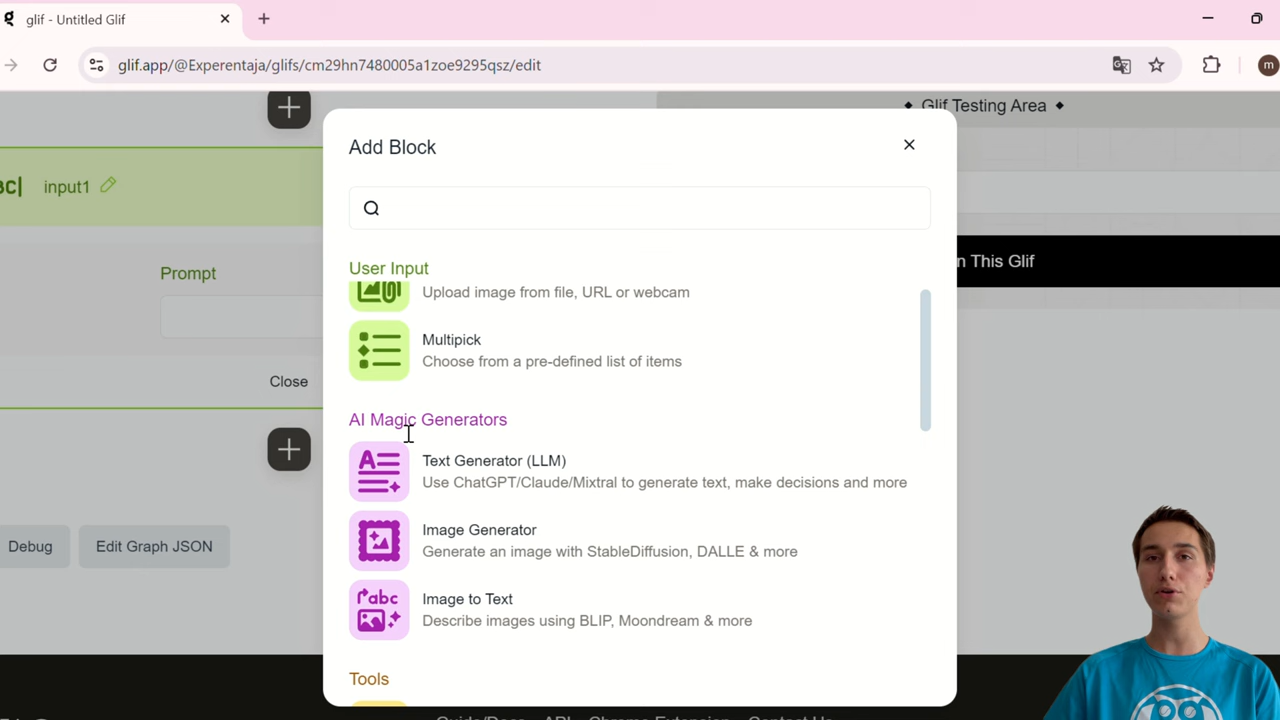 glif - Untitled Glif
glif.app/@Experentaja/glifs/cm29hn7480005a1zoe9295qsz/edit
m
Glif Testing Area
Add Block
input1
User Input
Upload image from file, URL or webcam
n This Glif
Prompt
Multipick
Choose from a pre-defined list of items
Close
AI Magic Generators
Text Generator (LLM)
Use ChatGPT/Claude/Mixtral to generate text, make decisions and more
Image Generator
Generate an image with StableDiffusion, DALLE & more
Debug
Edit Graph JSON
abc
Image to Text
Describe images using BLIP, Moondream & more
Tools